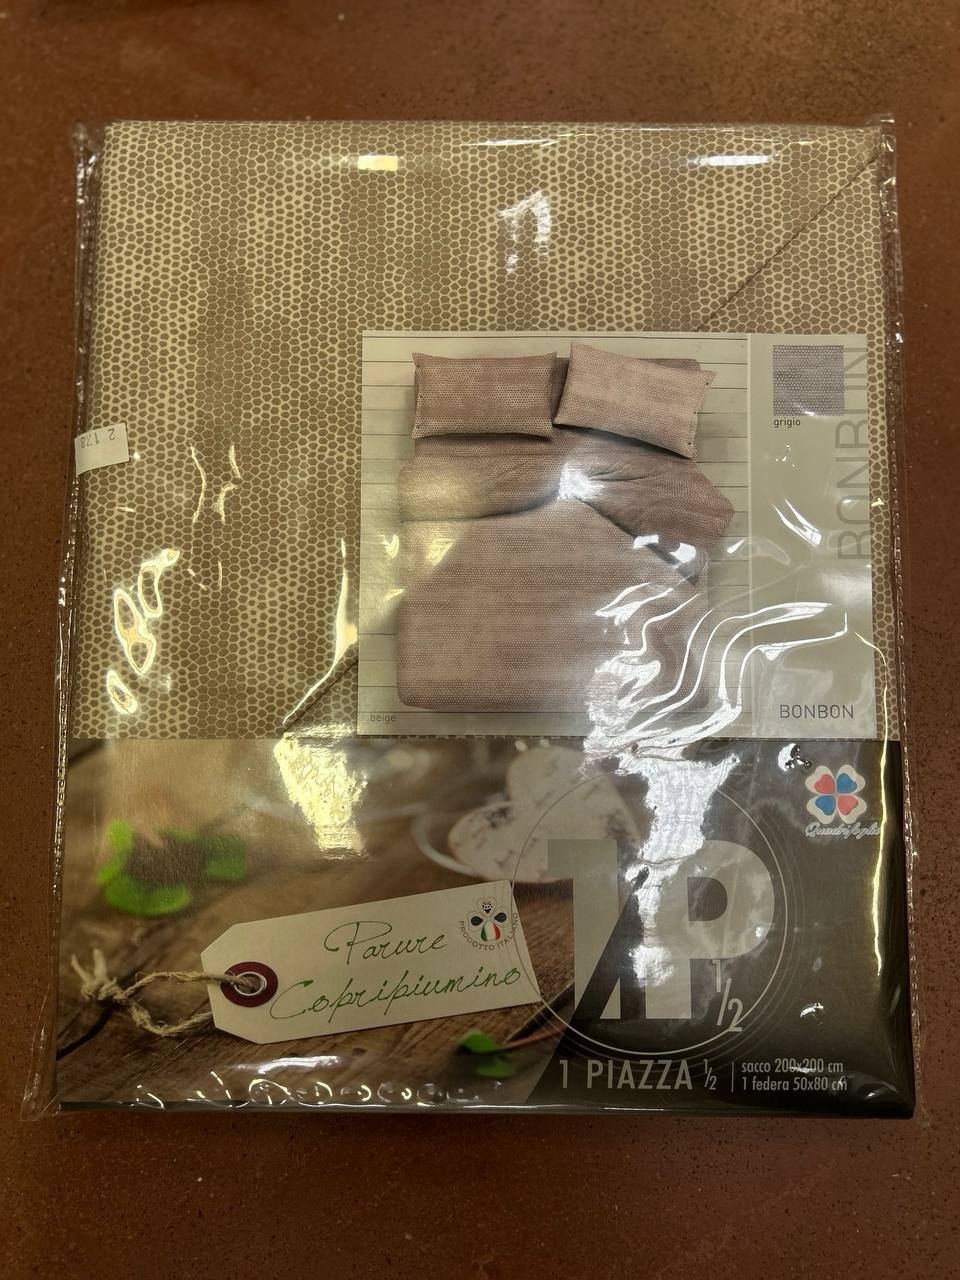 2 178
grigio
BONBON
beige
BONBON
Quadrifoglio
PRODOTTO ITALIANO
Parure
Copripiumino
1P
1/2
1 PIAZZA 1/2
sacco 200x200 cm
1 federa 50x80 cm